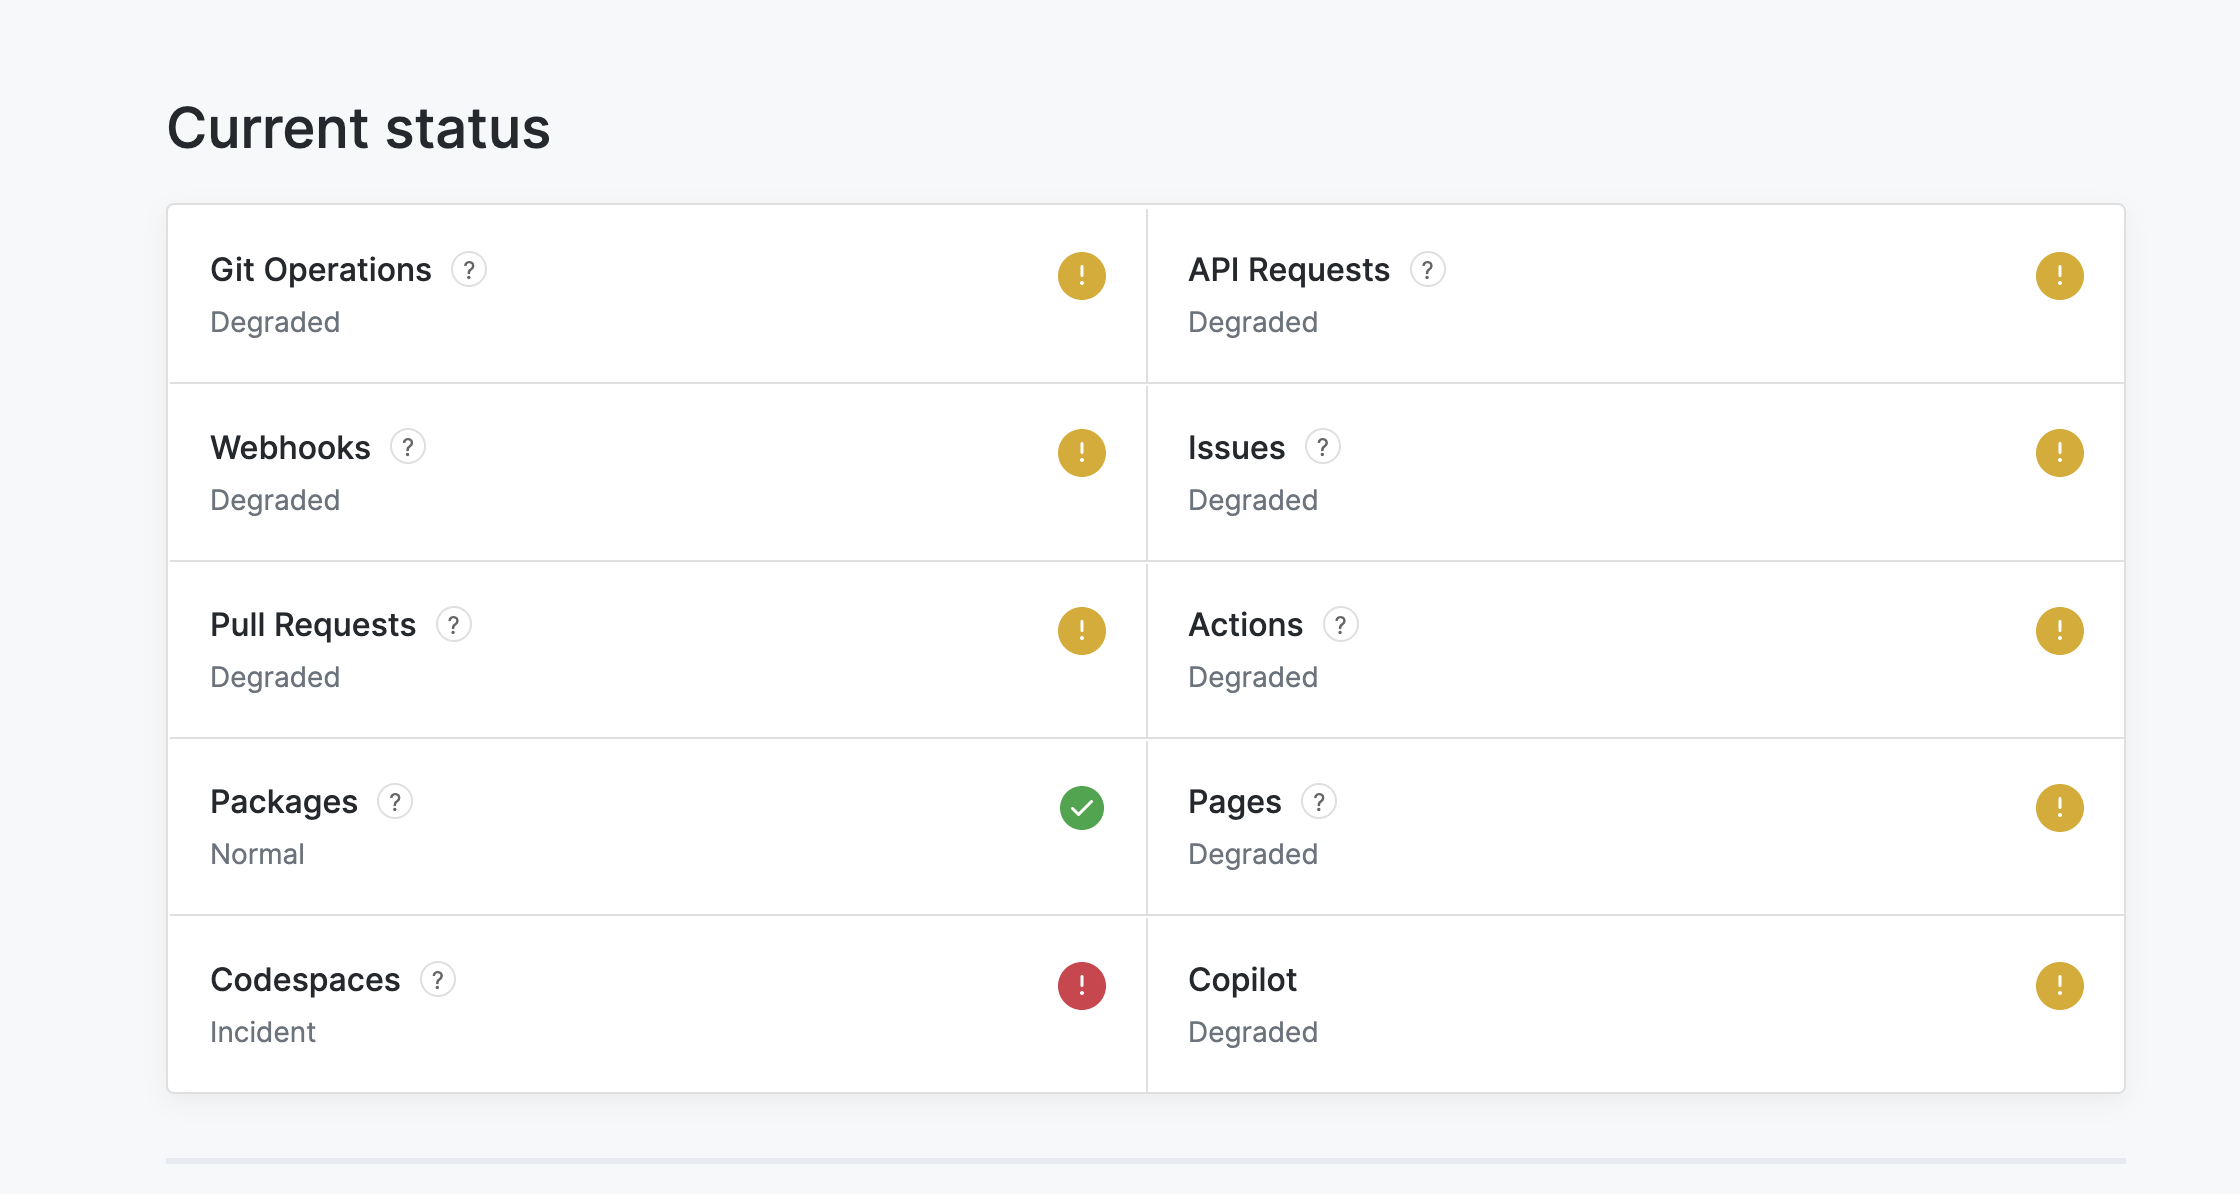 Current status
Git Operations ?
Degraded
API Requests ?
Degraded
Webhooks ?
Degraded
Issues ?
Degraded
Pull Requests ?
Degraded
Actions ?
Degraded
Packages ?
Normal
Pages ?
Degraded
Codespaces ?
Incident
Copilot
Degraded